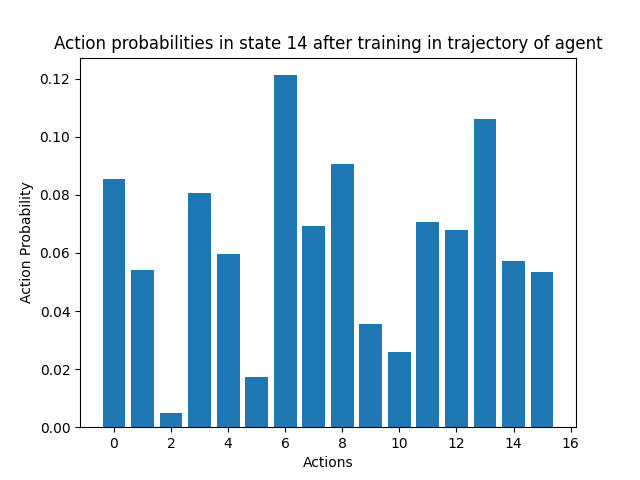 Action probabilities in state 14 after training in trajectory of agent
0.12
0.10
0.08
0.06
0.04
0.02
0.00
Action Probability
0 2 4 6 8 10 12 14 16
Actions